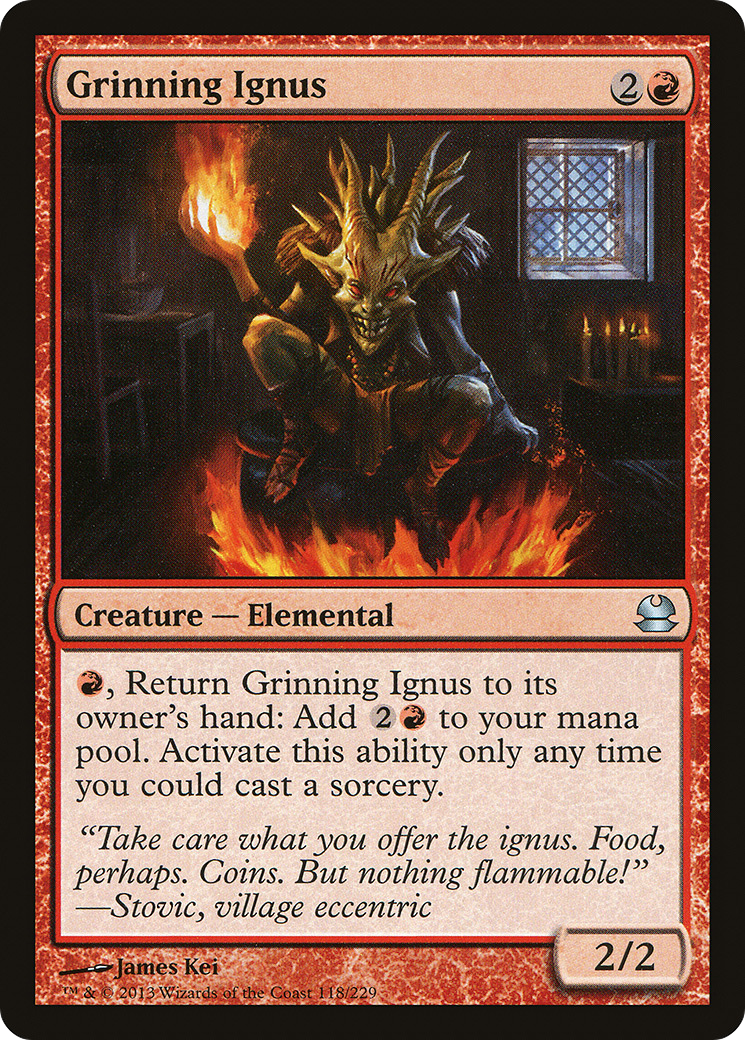 Grinning Ignus 2
Creature — Elemental
, Return Grinning Ignus to its
owner's hand: Add 2 to your mana
pool. Activate this ability only any time
you could cast a sorcery.
“Take care what you offer the ignus. Food,
perhaps. Coins. But nothing flammable!”
—Stovic, village eccentric
2/2
James Kei
™ & © 2013 Wizards of the Coast 118/229